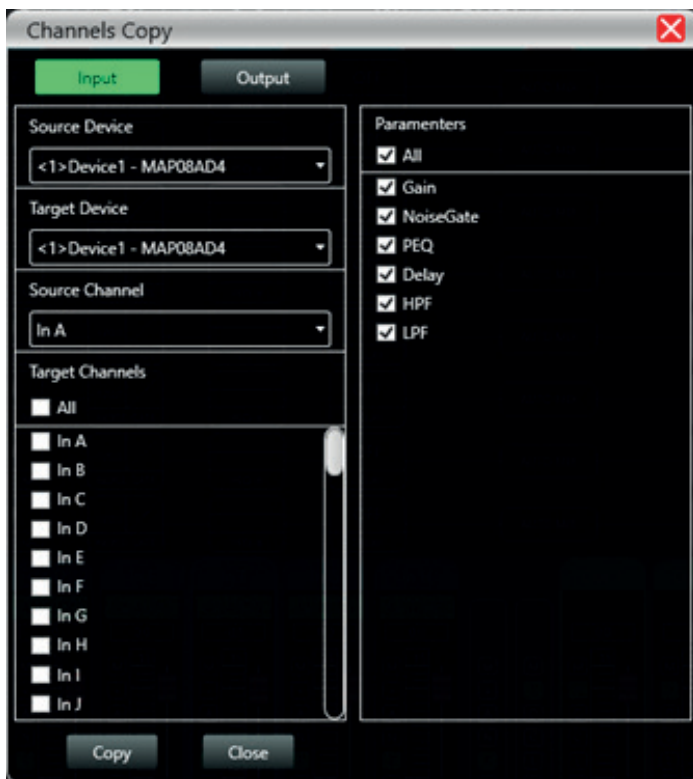 Channels Copy
Input
Output
Source Device
<1>Device1 - MAP08AD4
Target Device
<1>Device1 - MAP08AD4
Source Channel
In A
Target Channels
All
In A
In B
In C
In D
In E
In F
In G
In H
In I
In J
Paramenters
All
Gain
NoiseGate
PEQ
Delay
HPF
LPF
Copy
Close